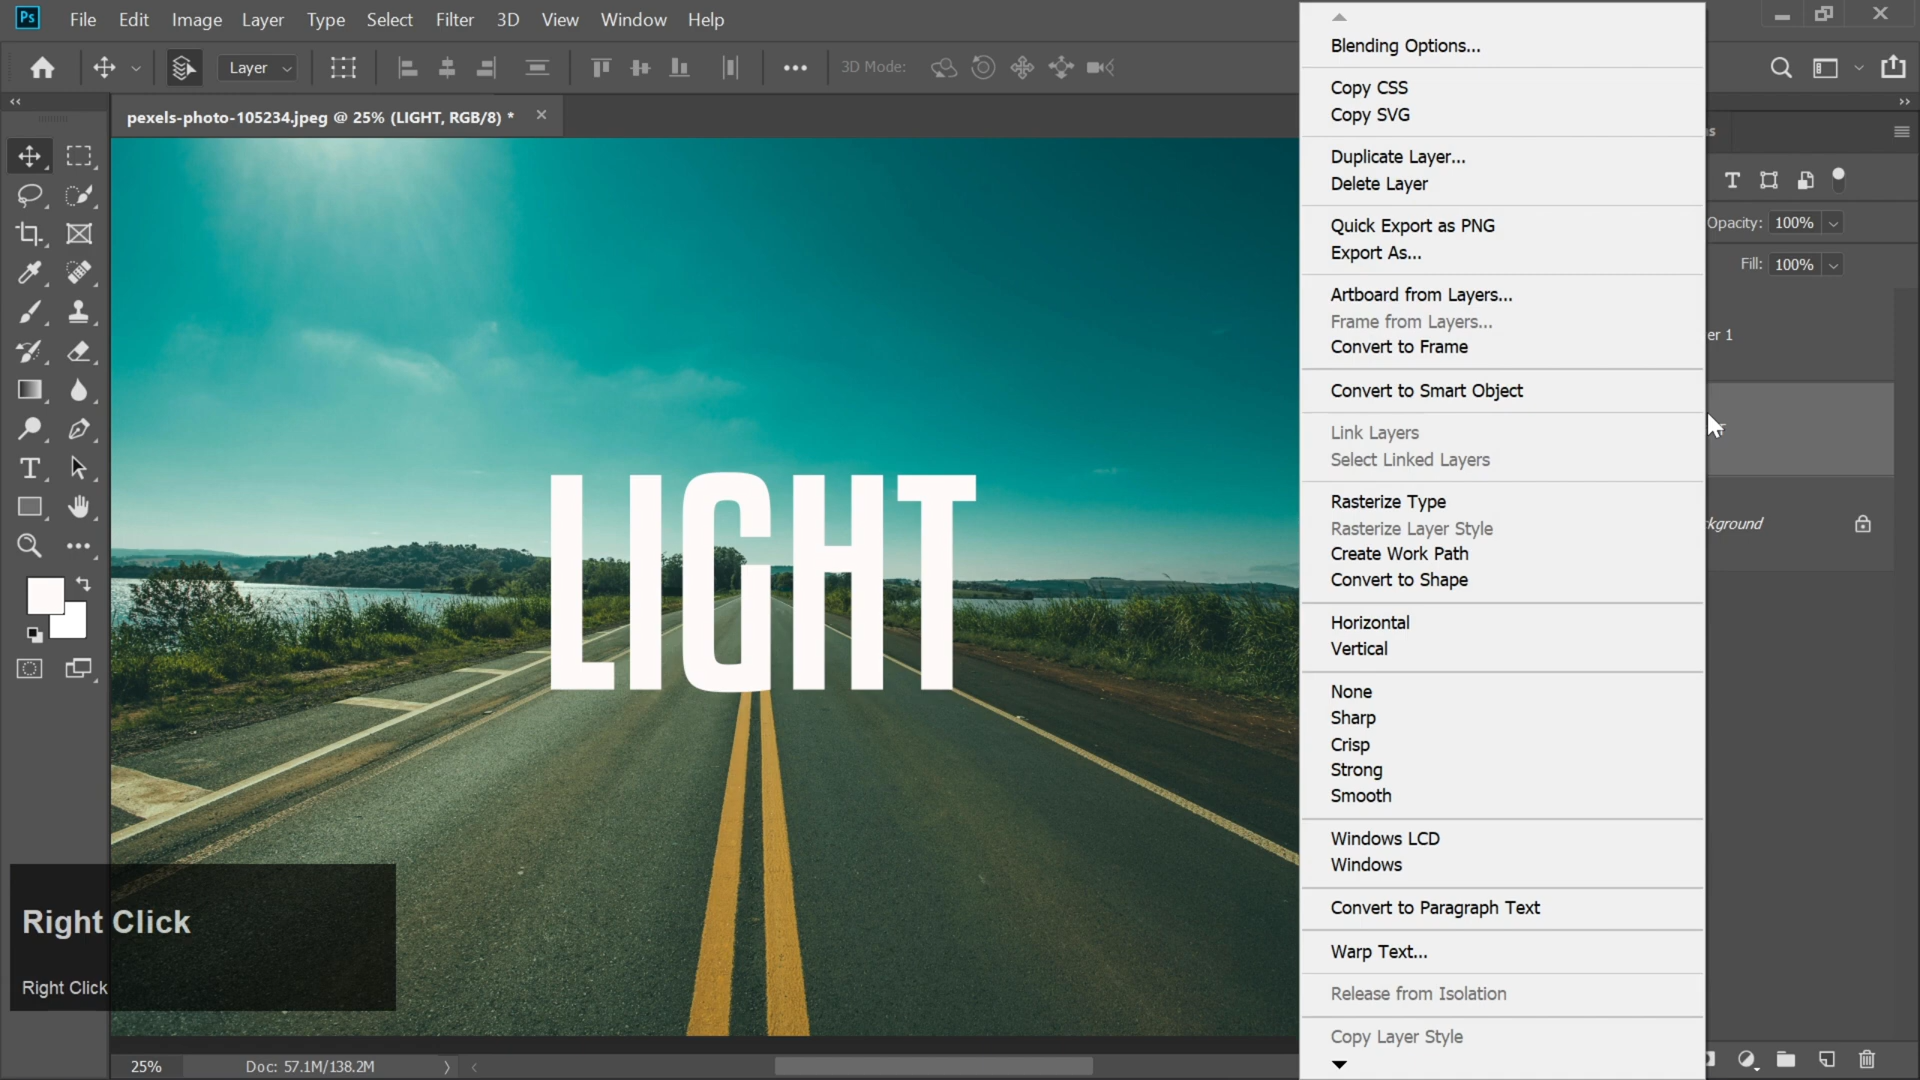 Ps File Edit Image Layer Type Select Filter 3D View Window Help
Layer 3D Mode:
pexels-photo-105234.jpeg @ 25% (LIGHT, RGB/8) *
LIGHT
Blending Options...
Copy CSS
Copy SVG
Duplicate Layer...
Delete Layer
Quick Export as PNG
Export As...
Artboard from Layers...
Frame from Layers...
Convert to Frame
Convert to Smart Object
Link Layers
Select Linked Layers
Rasterize Type
Rasterize Layer Style
Create Work Path
Convert to Shape
Horizontal
Vertical
None
Sharp
Crisp
Strong
Smooth
Windows LCD
Windows
Convert to Paragraph Text
Warp Text...
Release from Isolation
Copy Layer Style
Opacity: 100%
Fill: 100%
er 1
kground
Right Click
Right Click
25% Doc: 57.1M/138.2M